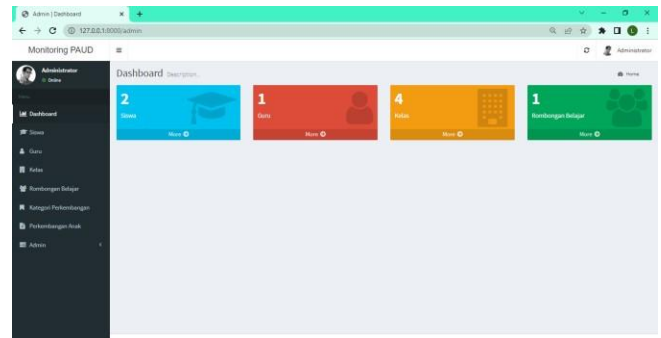 Admin | Dashboard
127.0.0.1:8000/admin
L
Monitoring PAUD
Administrator
Administrator
Online
Dashboard Description...
Home
Menu
Dashboard
Siswa
Guru
Kelas
Rombongan Belajar
Kategori Perkembangan
Perkembangan Anak
Admin
2
Siswa
More
1
Guru
More
4
Kelas
More
1
Rombongan Belajar
More